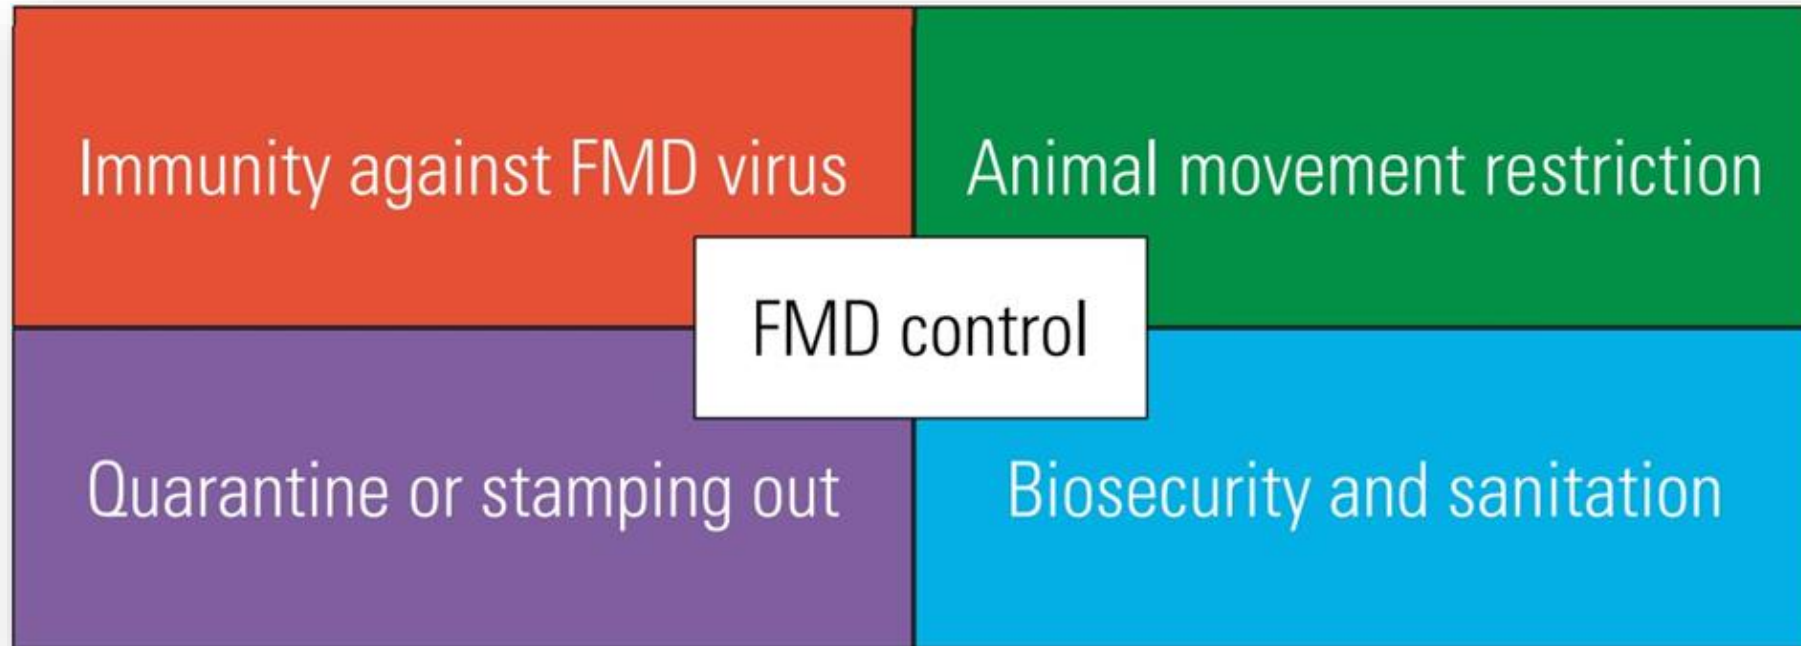 Immunity against FMD virus
Animal movement restriction
FMD control
Quarantine or stamping out
Biosecurity and sanitation